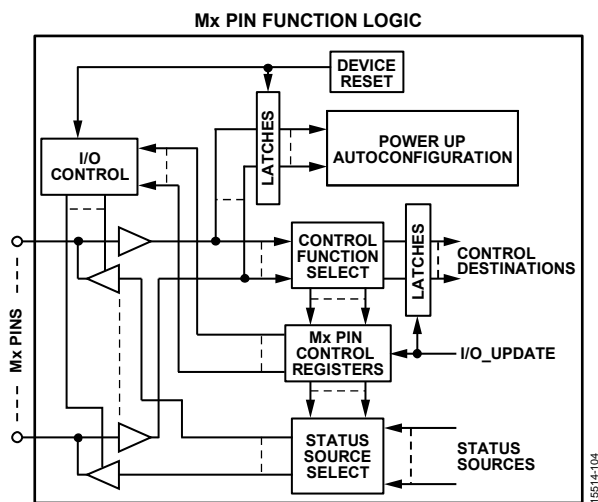 Mx PIN FUNCTION LOGIC
DEVICE
RESET
LATCHES
I/O
CONTROL
POWER UP
AUTOCONFIGURATION
CONTROL
FUNCTION
SELECT
LATCHES
CONTROL
DESTINATIONS
Mx PINS
Mx PIN
CONTROL
REGISTERS
I/O_UPDATE
STATUS
SOURCE
SELECT
STATUS
SOURCES
15514-104